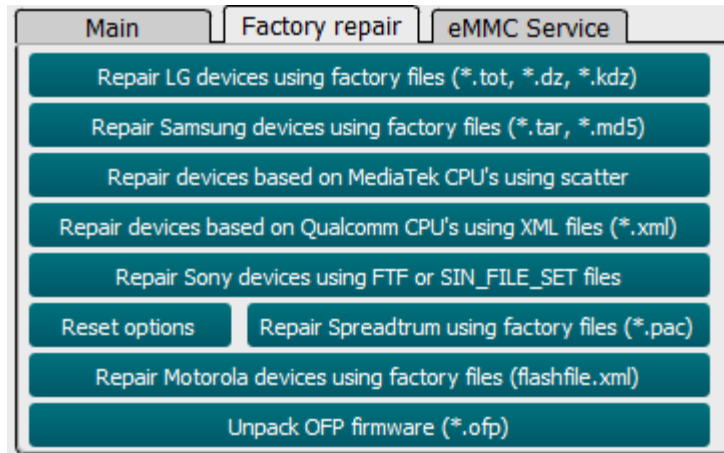 Main Factory repair eMMC Service
Repair LG devices using factory files (*.tot, *.dz, *.kdz)
Repair Samsung devices using factory files (*.tar, *.md5)
Repair devices based on MediaTek CPU's using scatter
Repair devices based on Qualcomm CPU's using XML files (*.xml)
Repair Sony devices using FTF or SIN_FILE_SET files
Reset options Repair Spreadtrum using factory files (*.pac)
Repair Motorola devices using factory files (flashfile.xml)
Unpack OFP firmware (*.ofp)